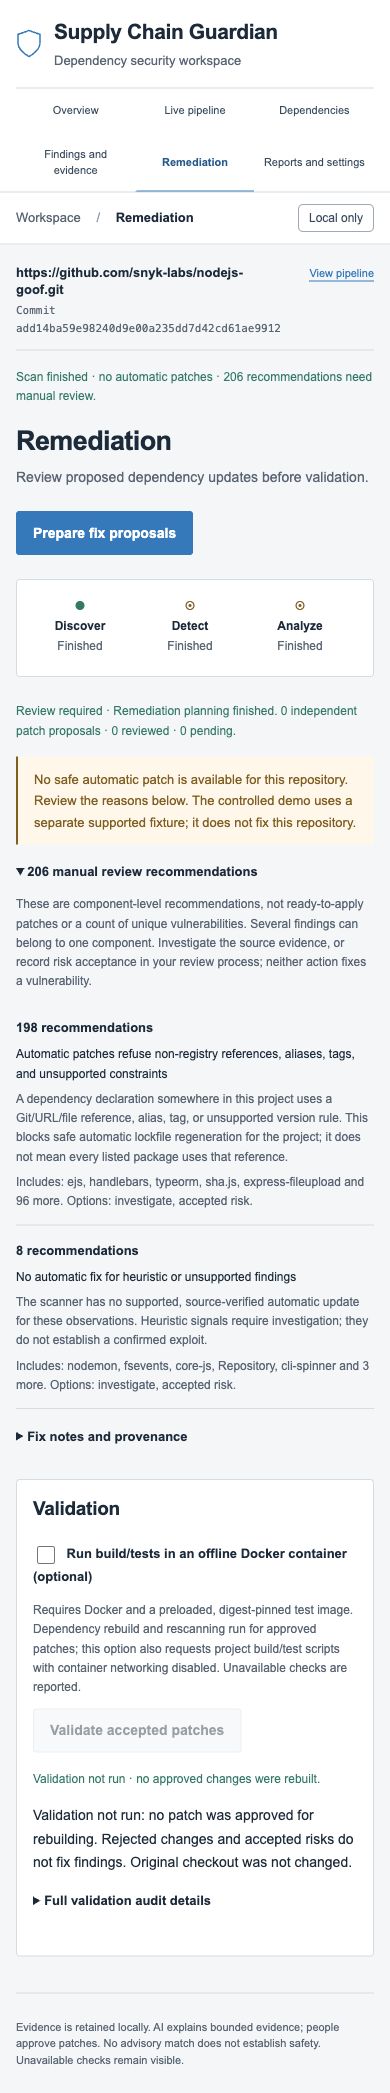 Supply Chain Guardian
Dependency security workspace
Overview
Live pipeline
Dependencies
Findings and
evidence
Remediation
Reports and settings
Workspace / Remediation
Local only
https://github.com/snyk-labs/nodejs-
goof.git
View pipeline
Commit
add14ba59e98240d9e00a235dd7d42cd61ae9912
Scan finished · no automatic patches · 206 recommendations need
manual review.
Remediation
Review proposed dependency updates before validation.
Prepare fix proposals
Discover
Finished
Detect
Finished
Analyze
Finished
Review required · Remediation planning finished. 0 independent
patch proposals · 0 reviewed · 0 pending.
No safe automatic patch is available for this repository.
Review the reasons below. The controlled demo uses a
separate supported fixture; it does not fix this repository.
206 manual review recommendations
These are component-level recommendations, not ready-to-apply
patches or a count of unique vulnerabilities. Several findings can
belong to one component. Investigate the source evidence, or
record risk acceptance in your review process; neither action fixes
a vulnerability.
198 recommendations
Automatic patches refuse non-registry references, aliases, tags,
and unsupported constraints
A dependency declaration somewhere in this project uses a
Git/URL/file reference, alias, tag, or unsupported version rule. This
blocks safe automatic lockfile regeneration for the project; it does
not mean every listed package uses that reference.
Includes: ejs, handlebars, typeorm, sha.js, express-fileupload and
96 more. Options: investigate, accepted risk.
8 recommendations
No automatic fix for heuristic or unsupported findings
The scanner has no supported, source-verified automatic update
for these observations. Heuristic signals require investigation; they
do not establish a confirmed exploit.
Includes: nodemon, fsevents, core-js, Repository, cli-spinner and 3
more. Options: investigate, accepted risk.
Fix notes and provenance
Validation
Run build/tests in an offline Docker container
(optional)
Requires Docker and a preloaded, digest-pinned test image.
Dependency rebuild and rescanning run for approved
patches; this option also requests project build/test scripts
with container networking disabled. Unavailable checks are
reported.
Validate accepted patches
Validation not run · no approved changes were rebuilt.
Validation not run: no patch was approved for
rebuilding. Rejected changes and accepted risks do
not fix findings. Original checkout was not changed.
Full validation audit details
Evidence is retained locally. AI explains bounded evidence; people
approve patches. No advisory match does not establish safety.
Unavailable checks remain visible.